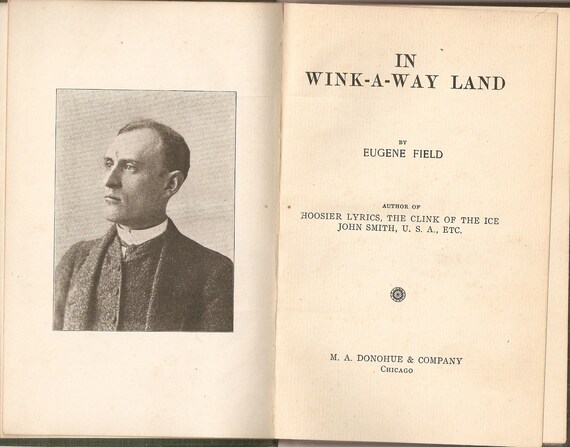 IN
WINK-A-WAY LAND
BY
EUGENE FIELD
AUTHOR OF
HOOSIER LYRICS, THE CLINK OF THE ICE
JOHN SMITH, U. S. A., ETC.
M. A. DONOHUE & COMPANY
CHICAGO